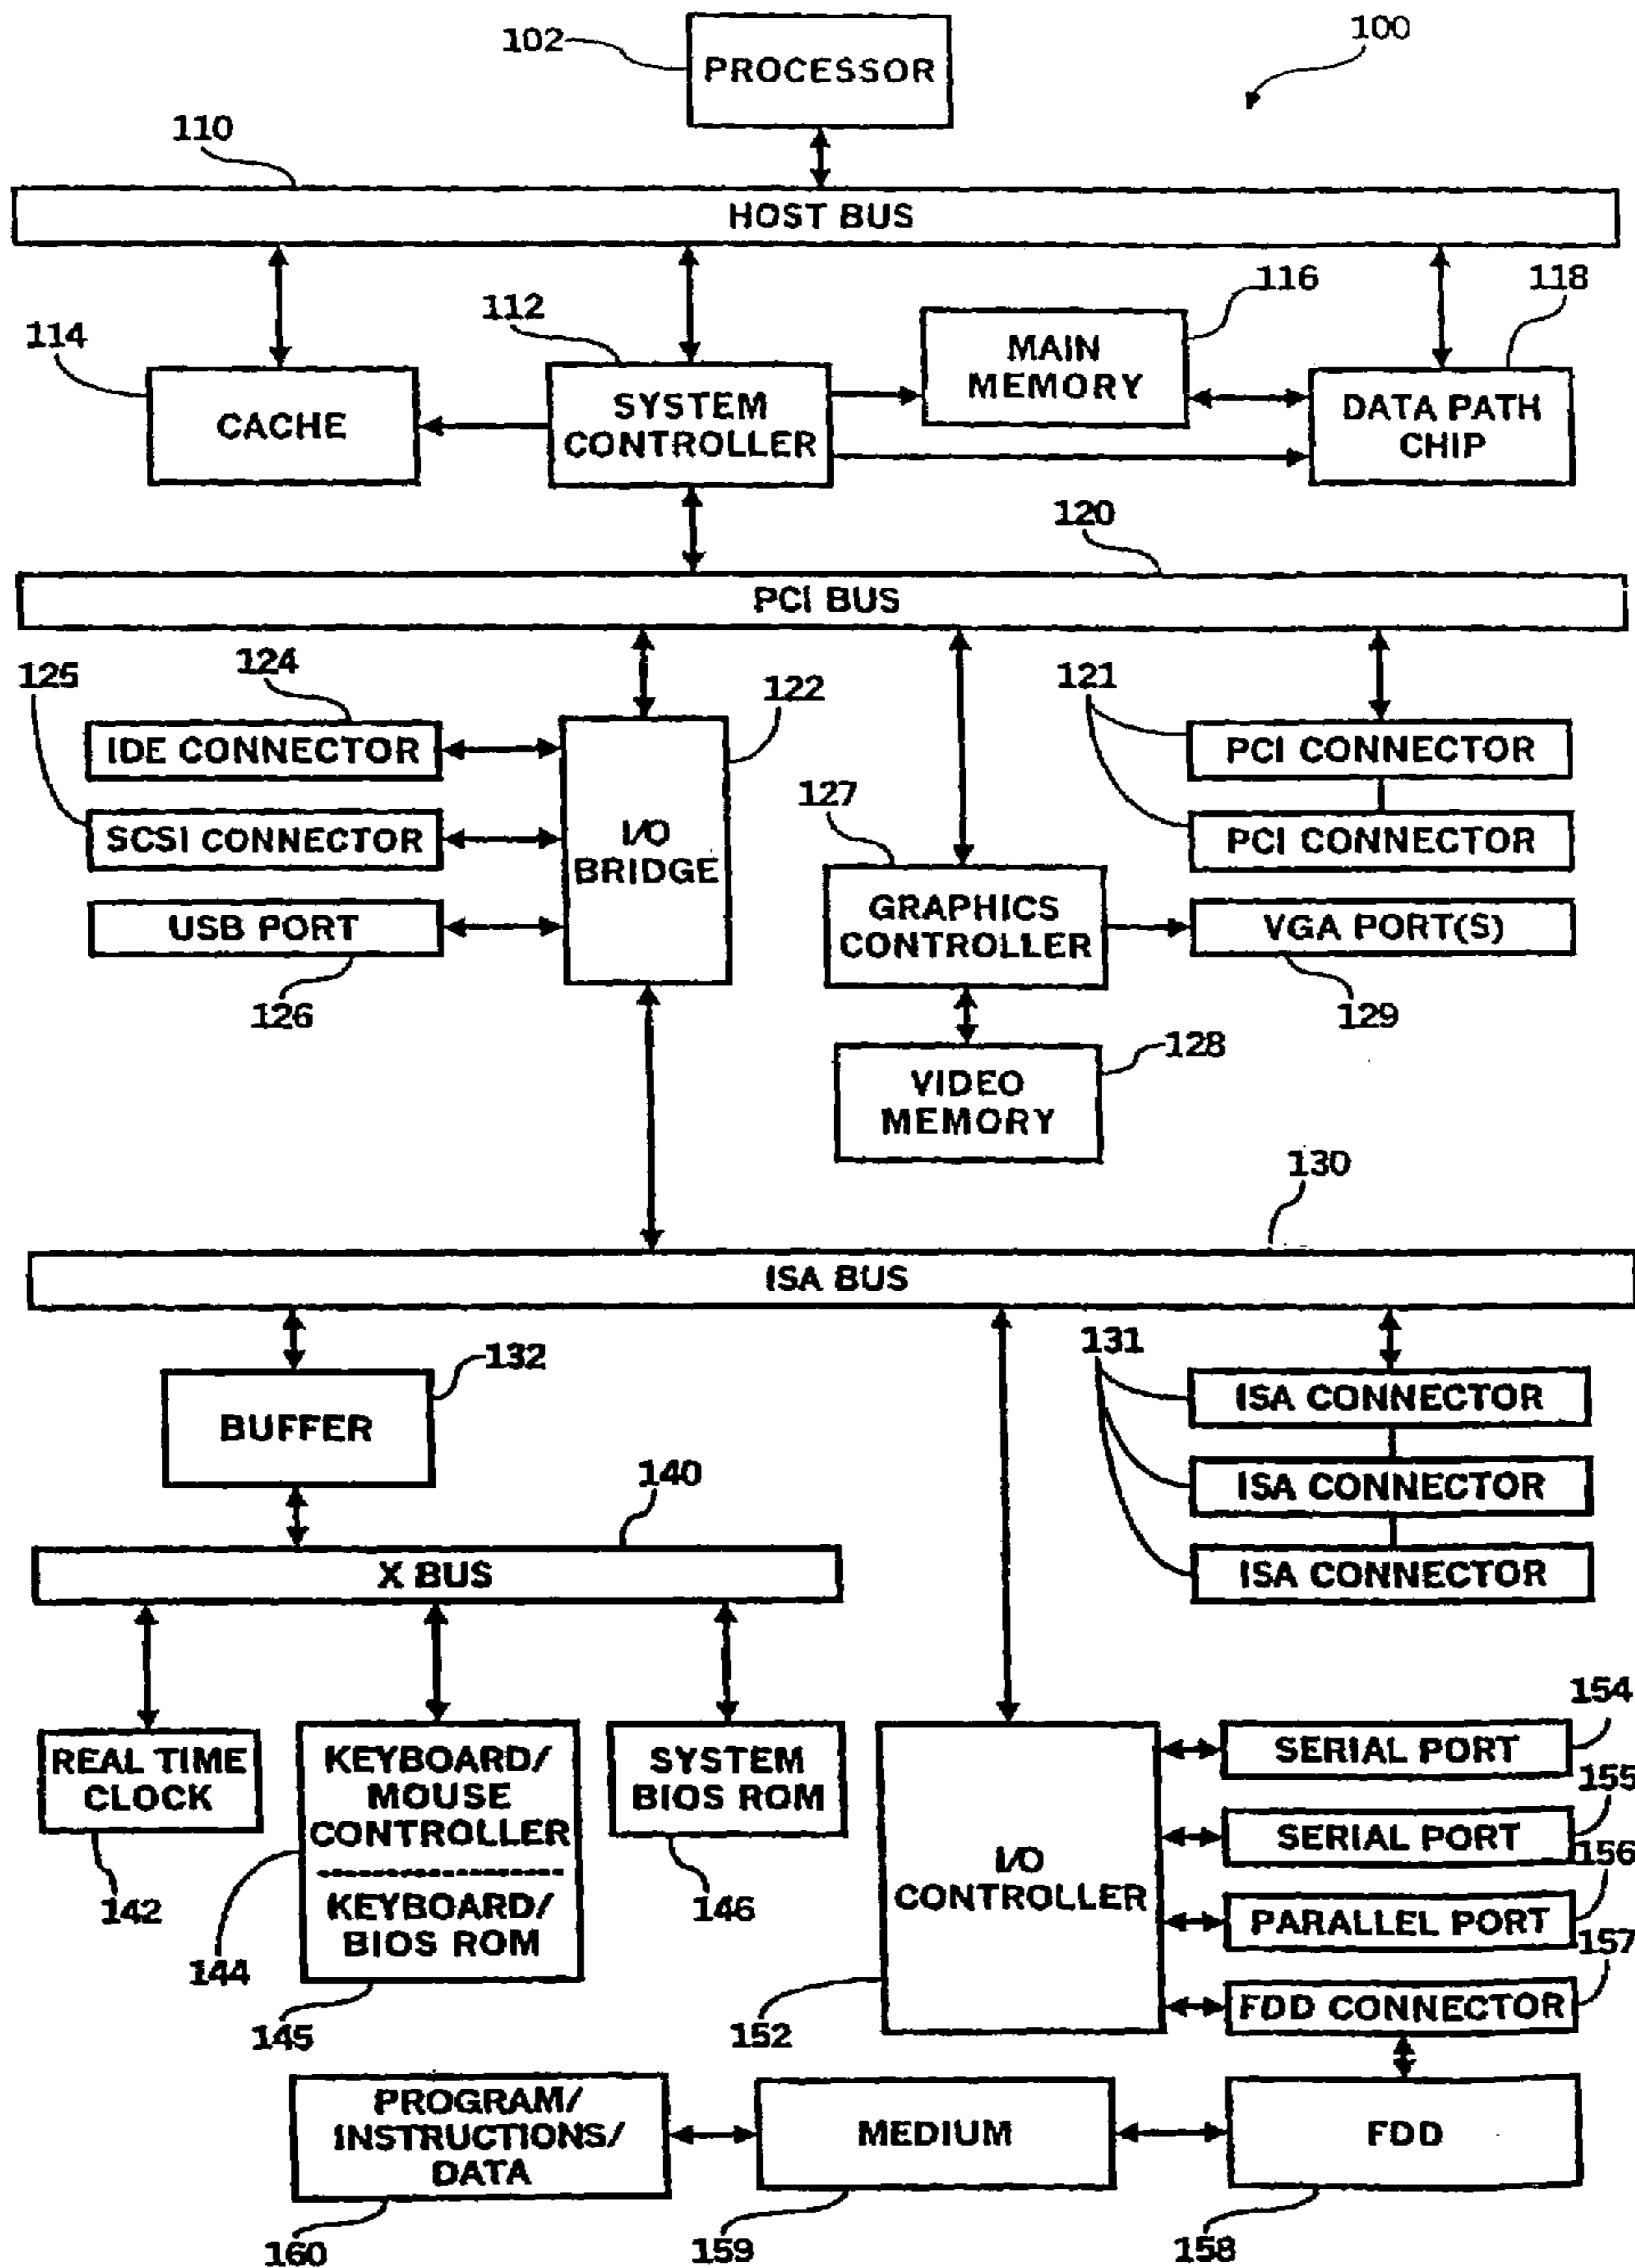 102
PROCESSOR
100
110
HOST BUS
112
116
118
114
MAIN
MEMORY
CACHE
SYSTEM
CONTROLLER
DATA PATH
CHIP
120
PCI BUS
124
125
122
121
IDE CONNECTOR
PCI CONNECTOR
127
SCSI CONNECTOR
I/O
BRIDGE
PCI CONNECTOR
USB PORT
GRAPHICS
CONTROLLER
VGA PORT(S)
126
129
128
VIDEO
MEMORY
130
ISA BUS
132
131
ISA CONNECTOR
BUFFER
140
ISA CONNECTOR
X BUS
ISA CONNECTOR
154
REAL TIME
CLOCK
KEYBOARD/
MOUSE
CONTROLLER
SYSTEM
BIOS ROM
SERIAL PORT
155
SERIAL PORT
156
I/O
CONTROLLER
142
KEYBOARD/
BIOS ROM
146
PARALLEL PORT
157
144
FDD CONNECTOR
145
152
PROGRAM/
INSTRUCTIONS/
DATA
MEDIUM
FDD
160
159
158